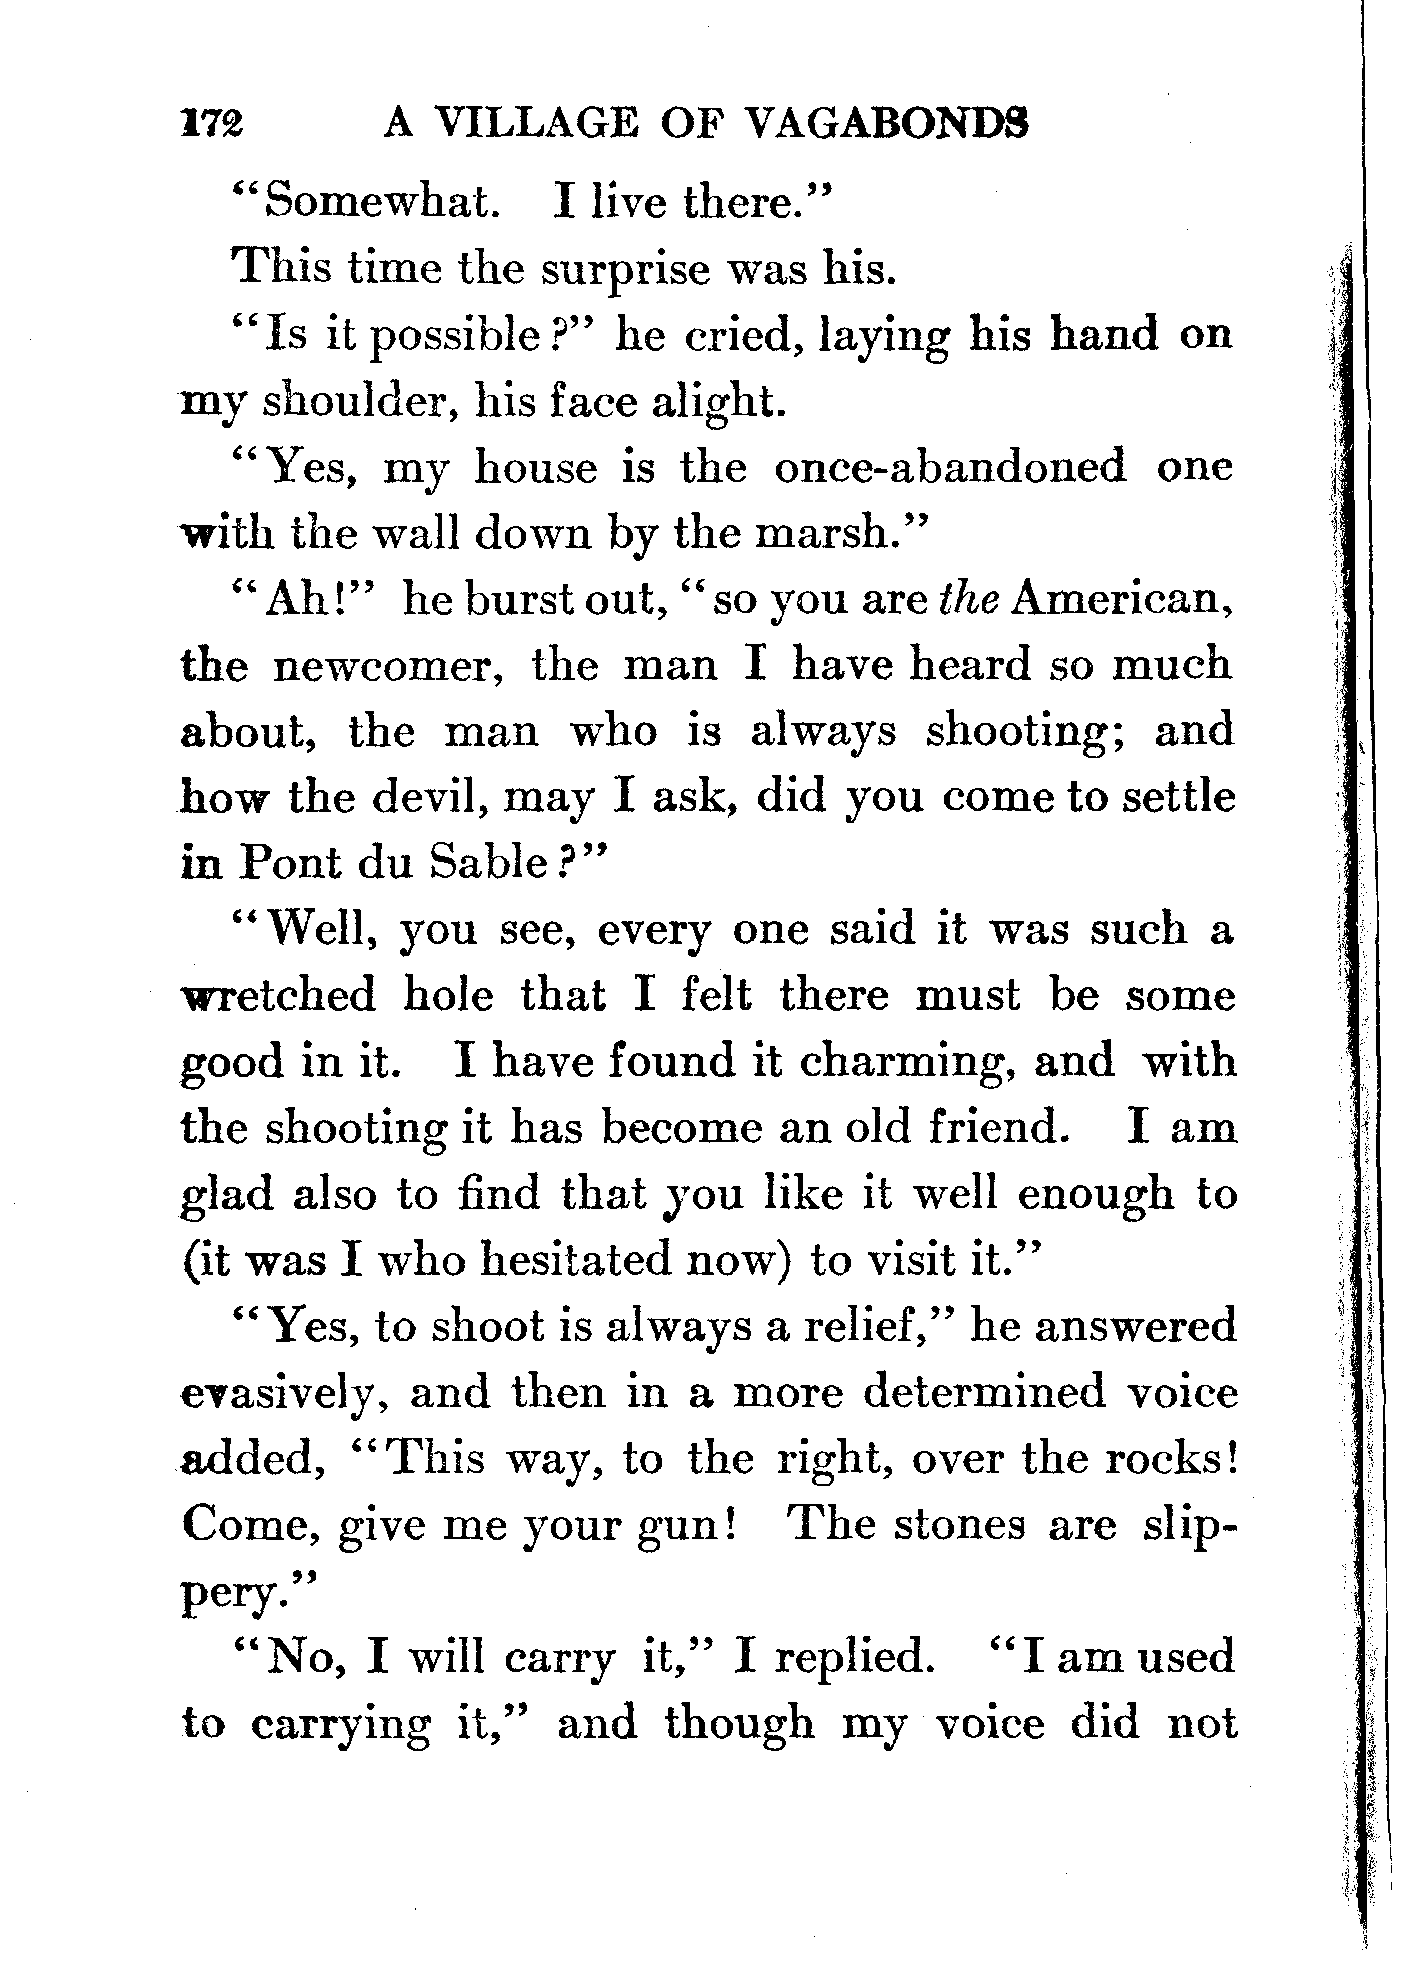 172 A VILLAGE OF VAGABONDS
“Somewhat. I live there.”
This time the surprise was his.
“Is it possible?” he cried, laying his hand on
my shoulder, his face alight.
“Yes, my house is the once-abandoned one
with the wall down by the marsh.”
“Ah!” he burst out, “so you are the American,
the newcomer, the man I have heard so much
about, the man who is always shooting; and
how the devil, may I ask, did you come to settle
in Pont du Sable?”
“Well, you see, every one said it was such a
wretched hole that I felt there must be some
good in it. I have found it charming, and with
the shooting it has become an old friend. I am
glad also to find that you like it well enough to
(it was I who hesitated now) to visit it.”
“Yes, to shoot is always a relief,” he answered
evasively, and then in a more determined voice
added, “This way, to the right, over the rocks!
Come, give me your gun! The stones are slip-
pery.”
“No, I will carry it,” I replied. “I am used
to carrying it,” and though my voice did not